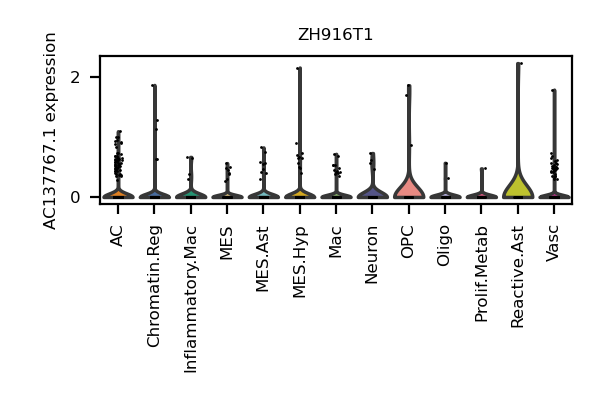 ZH916T1
AC137767.1 expression
2
0
AC
Chromatin.Reg
Inflammatory.Mac
MES
MES.Ast
MES.Hyp
Mac
Neuron
OPC
Oligo
Prolif.Metab
Reactive.Ast
Vasc